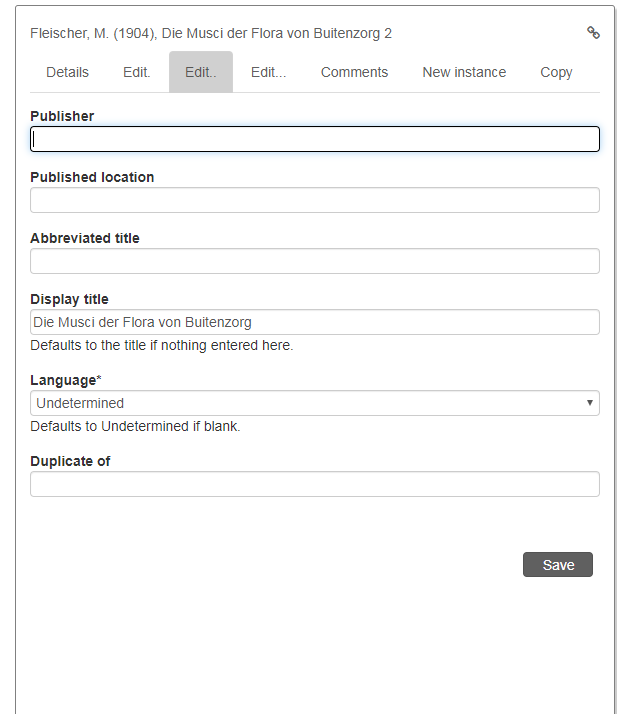 Fleischer, M. (1904), Die Musci der Flora von Buitenzorg 2
Details Edit. Edit.. Edit... Comments New instance Copy
Publisher
Published location
Abbreviated title
Display title
Die Musci der Flora von Buitenzorg
Defaults to the title if nothing entered here.
Language*
Undetermined
Defaults to Undetermined if blank.
Duplicate of
Save